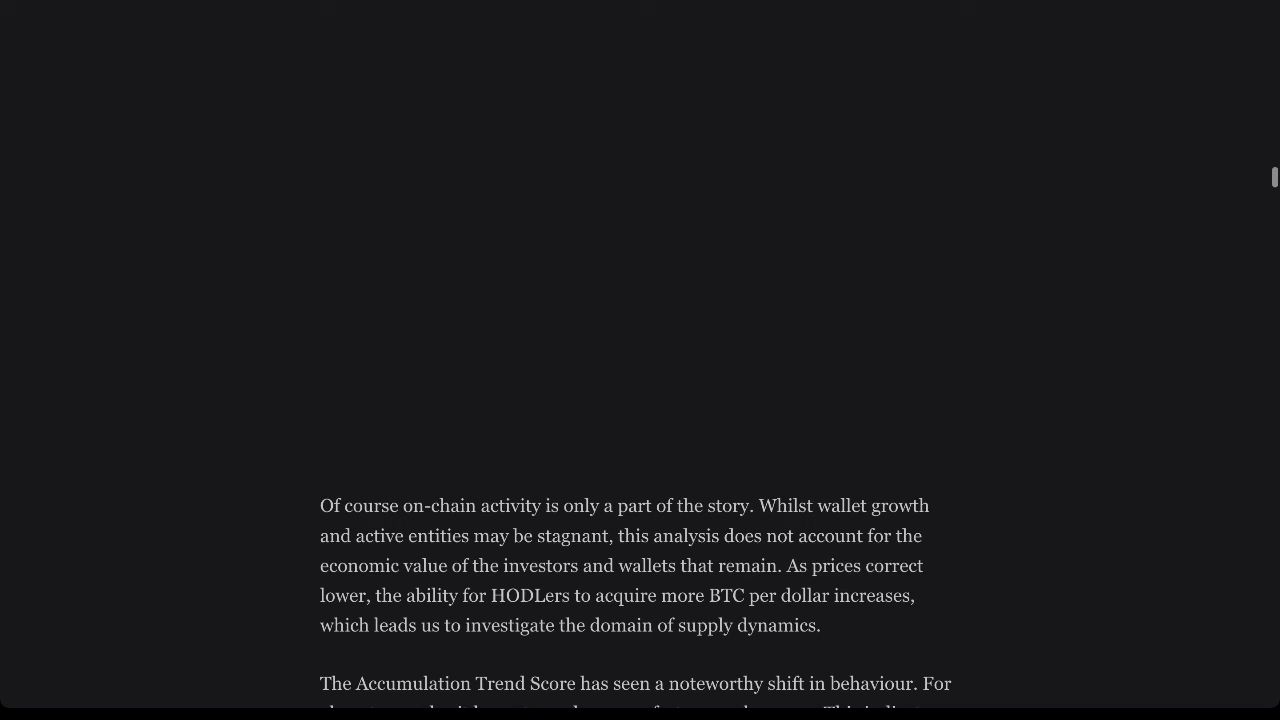 Of course on-chain activity is only a part of the story. Whilst wallet growth
and active entities may be stagnant, this analysis does not account for the
economic value of the investors and wallets that remain. As prices correct
lower, the ability for HODLers to acquire more BTC per dollar increases,
which leads us to investigate the domain of supply dynamics.
The Accumulation Trend Score has seen a noteworthy shift in behaviour. For